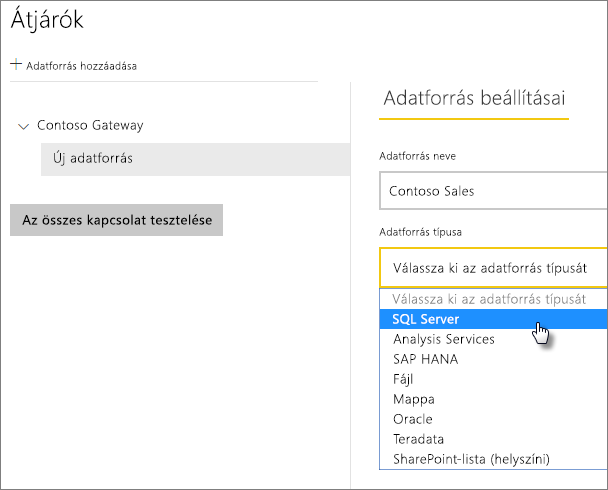 Átjárók
Adatforrás hozzáadása
Contoso Gateway
Új adatforrás
Az összes kapcsolat tesztelése
Adatforrás beállításai
Adatforrás neve
Contoso Sales
Adatforrás típusa
Válassza ki az adatforrás típusát
Válassza ki az adatforrás típusát
SQL Server
Analysis Services
SAP HANA
Fájl
Mappa
Oracle
Teradata
SharePoint-lista (helyszíni)